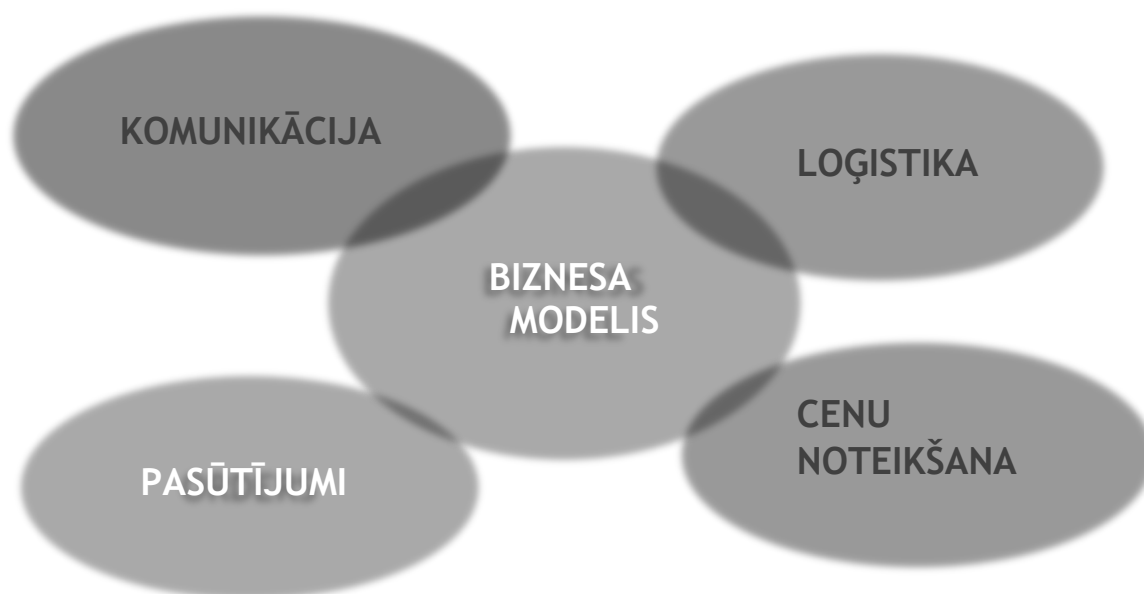 KOMUNIKĀCIJA
LOĢISTIKA
BIZNESA
MODELIS
CENU
NOTEIKŠANA
PASŪTĪJUMI